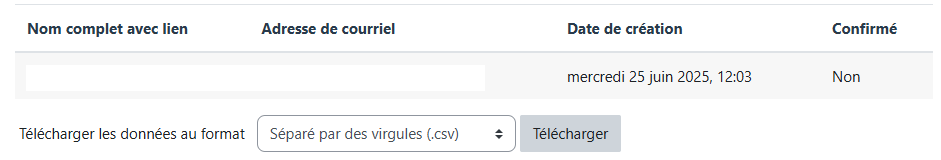 Nom complet avec lien Adresse de courriel Date de création Confirmé
mercredi 25 juin 2025, 12:03 Non
Télécharger les données au format Séparé par des virgules (.csv) Télécharger